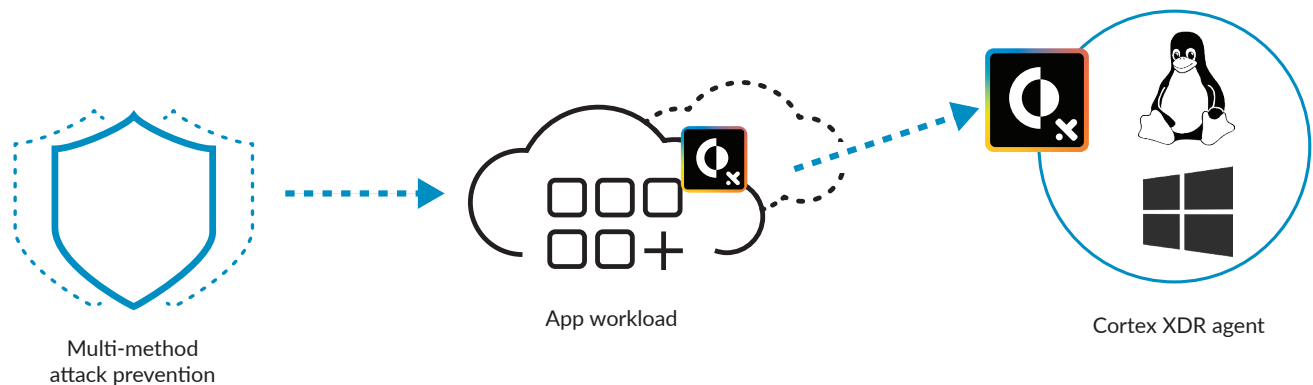 Multi-method
attack prevention
App workload
Cortex XDR agent